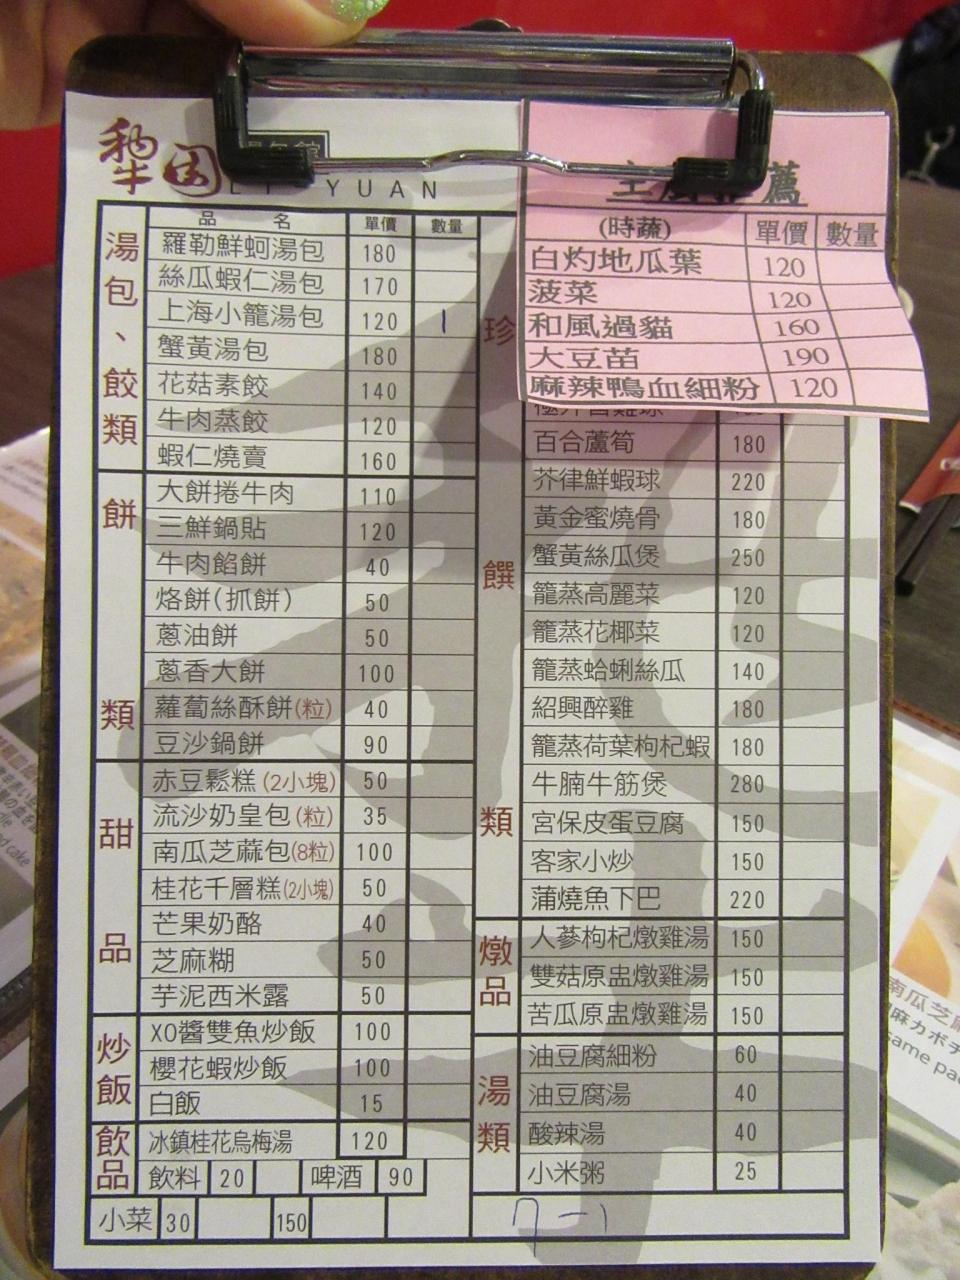 犂園
LI YUAN
品 名 單價 數量
湯包、餃類
羅勒鮮蚵湯包 180
絲瓜蝦仁湯包 170
上海小籠湯包 120 1
蟹黃湯包 180
花菇素餃 140
牛肉蒸餃 120
蝦仁燒賣 160
餅類
大餅捲牛肉 110
三鮮鍋貼 120
牛肉餡餅 40
烙餅(抓餅) 50
蔥油餅 50
蔥香大餅 100
蘿蔔絲酥餅(粒) 40
豆沙鍋餅 90
甜品
赤豆鬆糕(2小塊) 50
流沙奶皇包(粒) 35
南瓜芝蔴包(8粒) 100
桂花千層糕(2小塊) 50
芒果奶酪 40
芝麻糊 50
芋泥西米露 50
炒飯
XO醬雙魚炒飯 100
櫻花蝦炒飯 100
白飯 15
飲品
冰鎮桂花烏梅湯 120
飲料 20 啤酒 90
小菜 30 150
(時蔬) 單價 數量
白灼地瓜葉 120
菠菜 120
和風過貓 160
大豆苗 190
麻辣鴨血細粉 120
珍饌類
百合蘆筍 180
芥律鮮蝦球 220
黃金蜜燒骨 180
蟹黃絲瓜煲 250
籠蒸高麗菜 120
籠蒸花椰菜 120
籠蒸蛤蜊絲瓜 140
紹興醉雞 180
籠蒸荷葉枸杞蝦 180
牛腩牛筋煲 280
宮保皮蛋豆腐 150
客家小炒 150
蒲燒魚下巴 220
燉品
人蔘枸杞燉雞湯 150
雙菇原盅燉雞湯 150
苦瓜原盅燉雞湯 150
湯類
油豆腐細粉 60
油豆腐湯 40
酸辣湯 40
小米粥 25
7-1